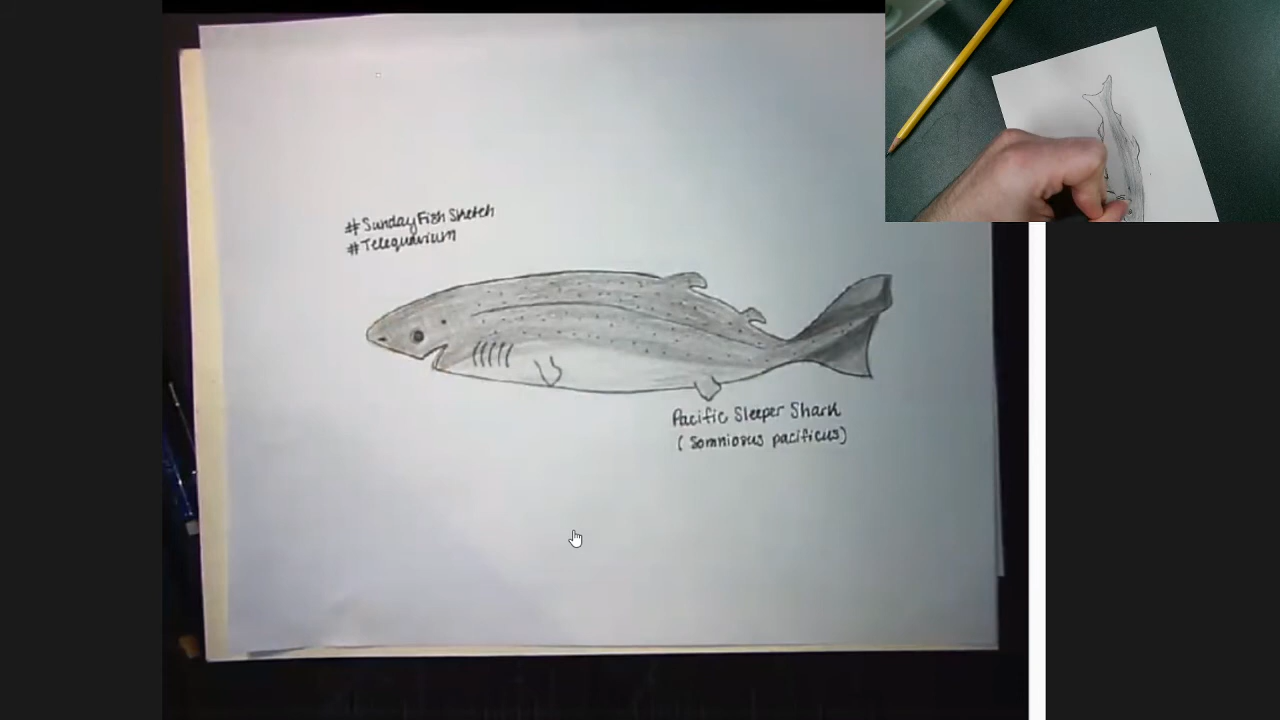 #SundayFishSketch
#Telequarium
Pacific Sleeper Shark
(Somniosus pacificus)